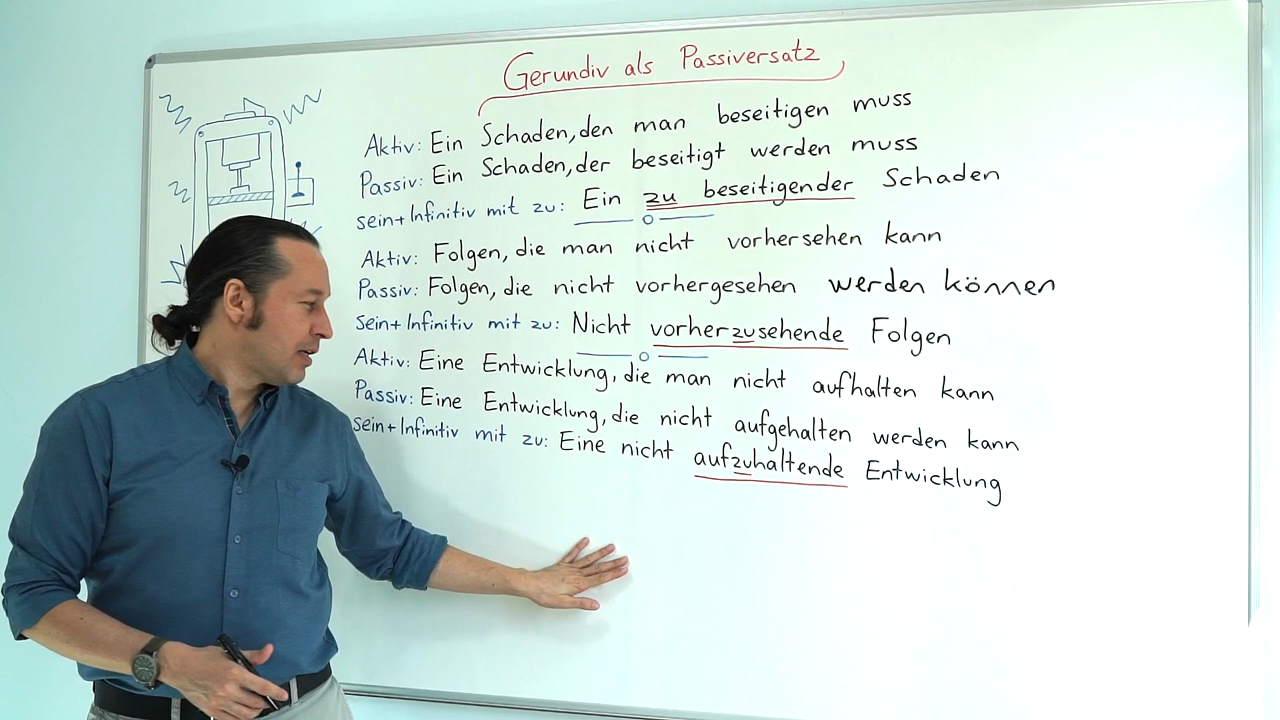 Gerundiv als Passiversatz
Aktiv: Ein Schaden, den man beseitigen muss
Passiv: Ein Schaden, der beseitigt werden muss
sein+Infinitiv mit zu: Ein zu beseitigender Schaden
Aktiv: Folgen, die man nicht vorhersehen kann
Passiv: Folgen, die nicht vorhergesehen werden können
sein+Infinitiv mit zu: Nicht vorherzusehende Folgen
Aktiv: Eine Entwicklung, die man nicht aufhalten kann
Passiv: Eine Entwicklung, die nicht aufgehalten werden kann
sein+Infinitiv mit zu: Eine nicht aufzuhaltende Entwicklung